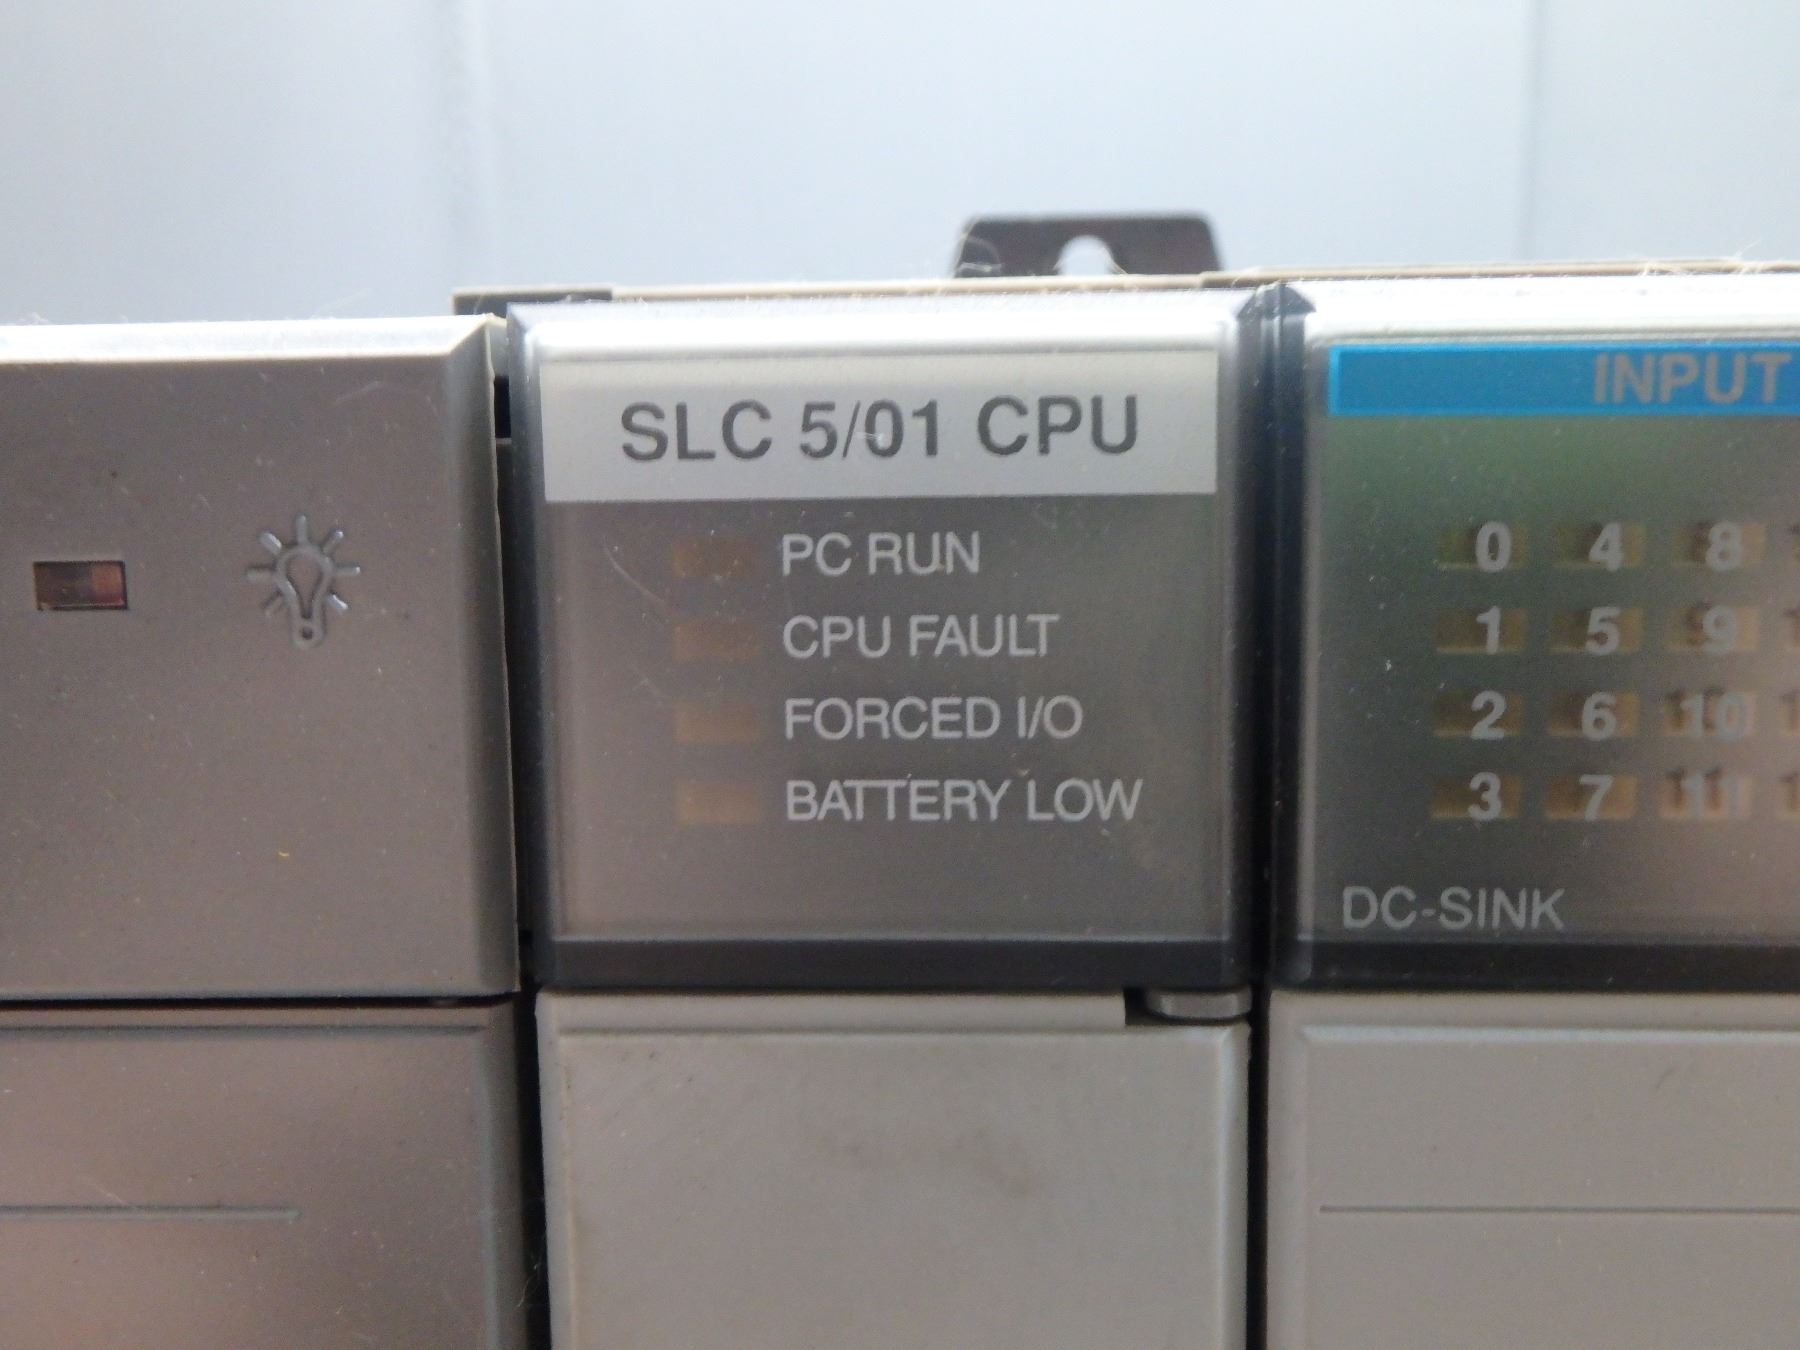 SLC 5/01 CPU
PC RUN
CPU FAULT
FORCED I/O
BATTERY LOW
INPUT
0 4 8
1 5 9
2 6 10
3 7 11
DC-SINK